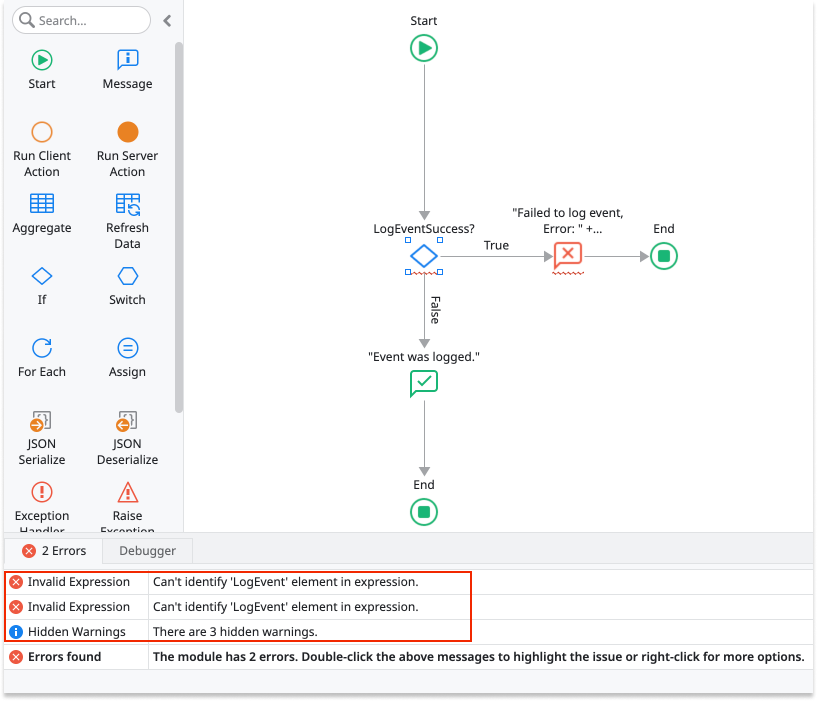 Search...
Start
Message
Run Client
Action
Run Server
Action
Aggregate
Refresh
Data
If
Switch
For Each
Assign
JSON
Serialize
JSON
Deserialize
Exception
Handler
Raise
Exception
Start
LogEventSuccess?
True
"Failed to log event,
Error: " +...
End
False
"Event was logged."
End
2 Errors
Debugger
Invalid Expression Can't identify 'LogEvent' element in expression.
Invalid Expression Can't identify 'LogEvent' element in expression.
Hidden Warnings There are 3 hidden warnings.
Errors found The module has 2 errors. Double-click the above messages to highlight the issue or right-click for more options.